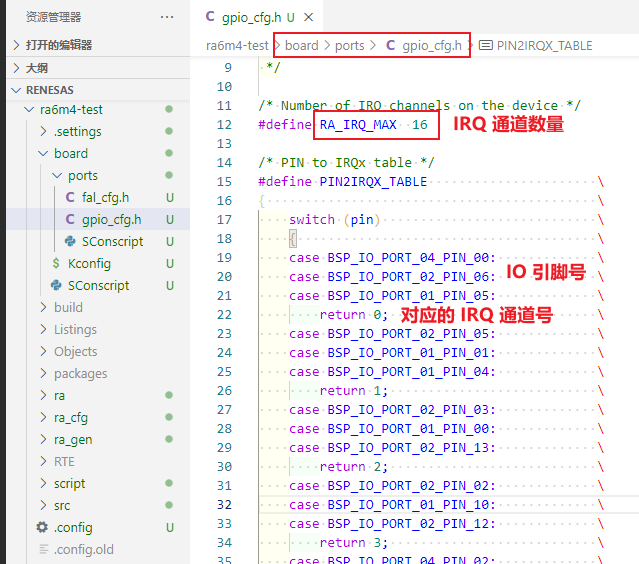 资源管理器
打开的编辑器
大纲
RENESAS
ra6m4-test
.settings
board
ports
fal_cfg.h U
gpio_cfg.h U
SConscript U
Kconfig U
SConscript U
build
Listings
Objects
packages
ra
ra_cfg
ra_gen
RTE
script
src
.config U
.config.old
gpio_cfg.h U
ra6m4-test > board > ports > gpio_cfg.h > PIN2IRQX_TABLE
9 */
10
11 /* Number of IRQ channels on the device */
12 #define RA_IRQ_MAX 16
IRQ 通道数量
13
14 /* PIN to IRQx table */
15 #define PIN2IRQX_TABLE \
16 { \
17 switch (pin) \
18 { \
19 case BSP_IO_PORT_04_PIN_00: \
20 case BSP_IO_PORT_02_PIN_06: \
IO 引脚号
21 case BSP_IO_PORT_01_PIN_05: \
22 return 0; \
对应的 IRQ 通道号
23 case BSP_IO_PORT_02_PIN_05: \
24 case BSP_IO_PORT_01_PIN_01: \
25 case BSP_IO_PORT_01_PIN_04: \
26 return 1; \
27 case BSP_IO_PORT_02_PIN_03: \
28 case BSP_IO_PORT_01_PIN_00: \
29 case BSP_IO_PORT_02_PIN_13: \
30 return 2; \
31 case BSP_IO_PORT_02_PIN_02: \
32 case BSP_IO_PORT_01_PIN_10: \
33 case BSP_IO_PORT_02_PIN_12: \
34 return 3; \
35 case BSP_IO_PORT_04_PIN_02: \